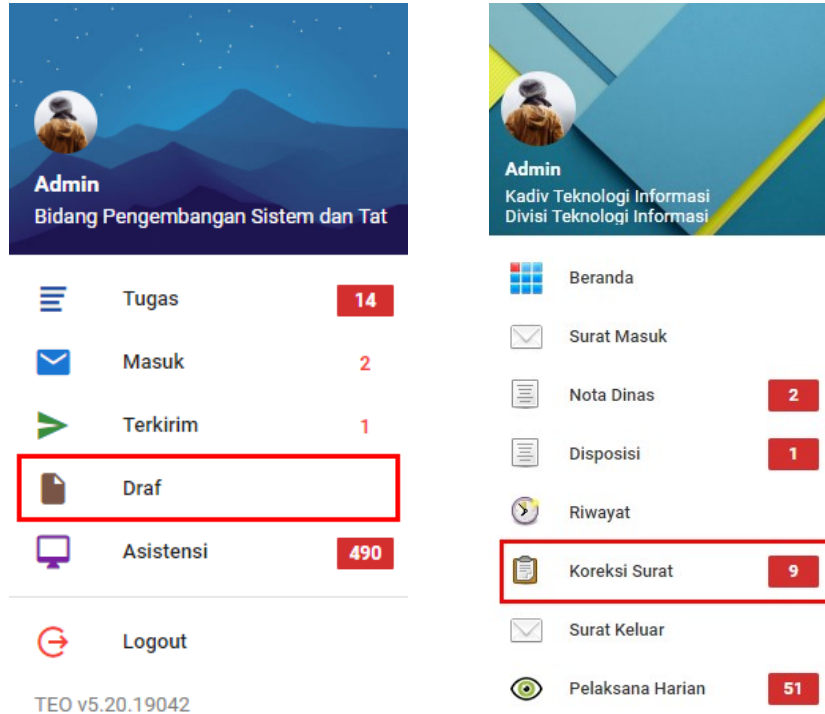 Admin
Bidang Pengembangan Sistem dan Tat
Tugas 14
Masuk 2
Terkirim 1
Draf
Asistensi 490
Logout
TEO v5.20.19042
Admin
Kadiv Teknologi Informasi
Divisi Teknologi Informasi
Beranda
Surat Masuk
Nota Dinas 2
Disposisi 1
Riwayat
Koreksi Surat 9
Surat Keluar
Pelaksana Harian 51